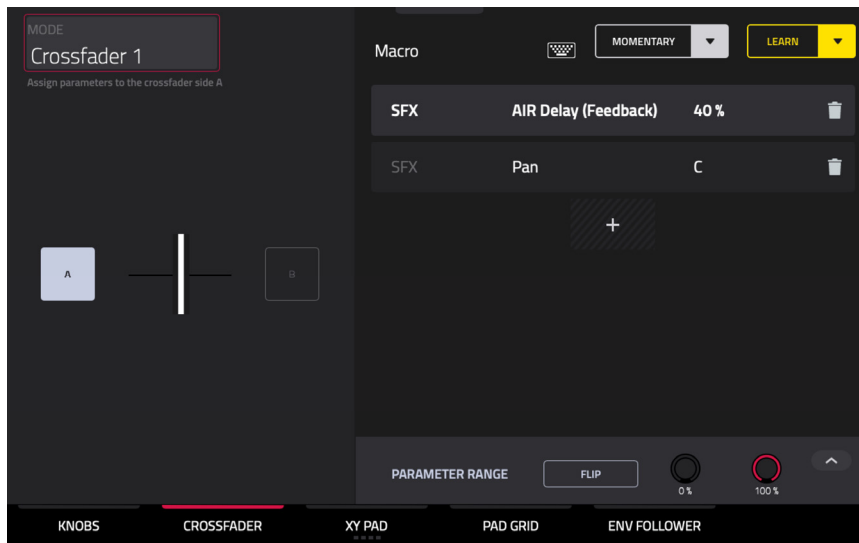 MODE
Crossfader 1
Assign parameters to the crossfader side A
A
B
Macro
MOMENTARY
LEARN
SFX AIR Delay (Feedback) 40 %
SFX Pan C
+
PARAMETER RANGE FLIP 0 % 100 %
KNOBS CROSSFADER XY PAD PAD GRID ENV FOLLOWER